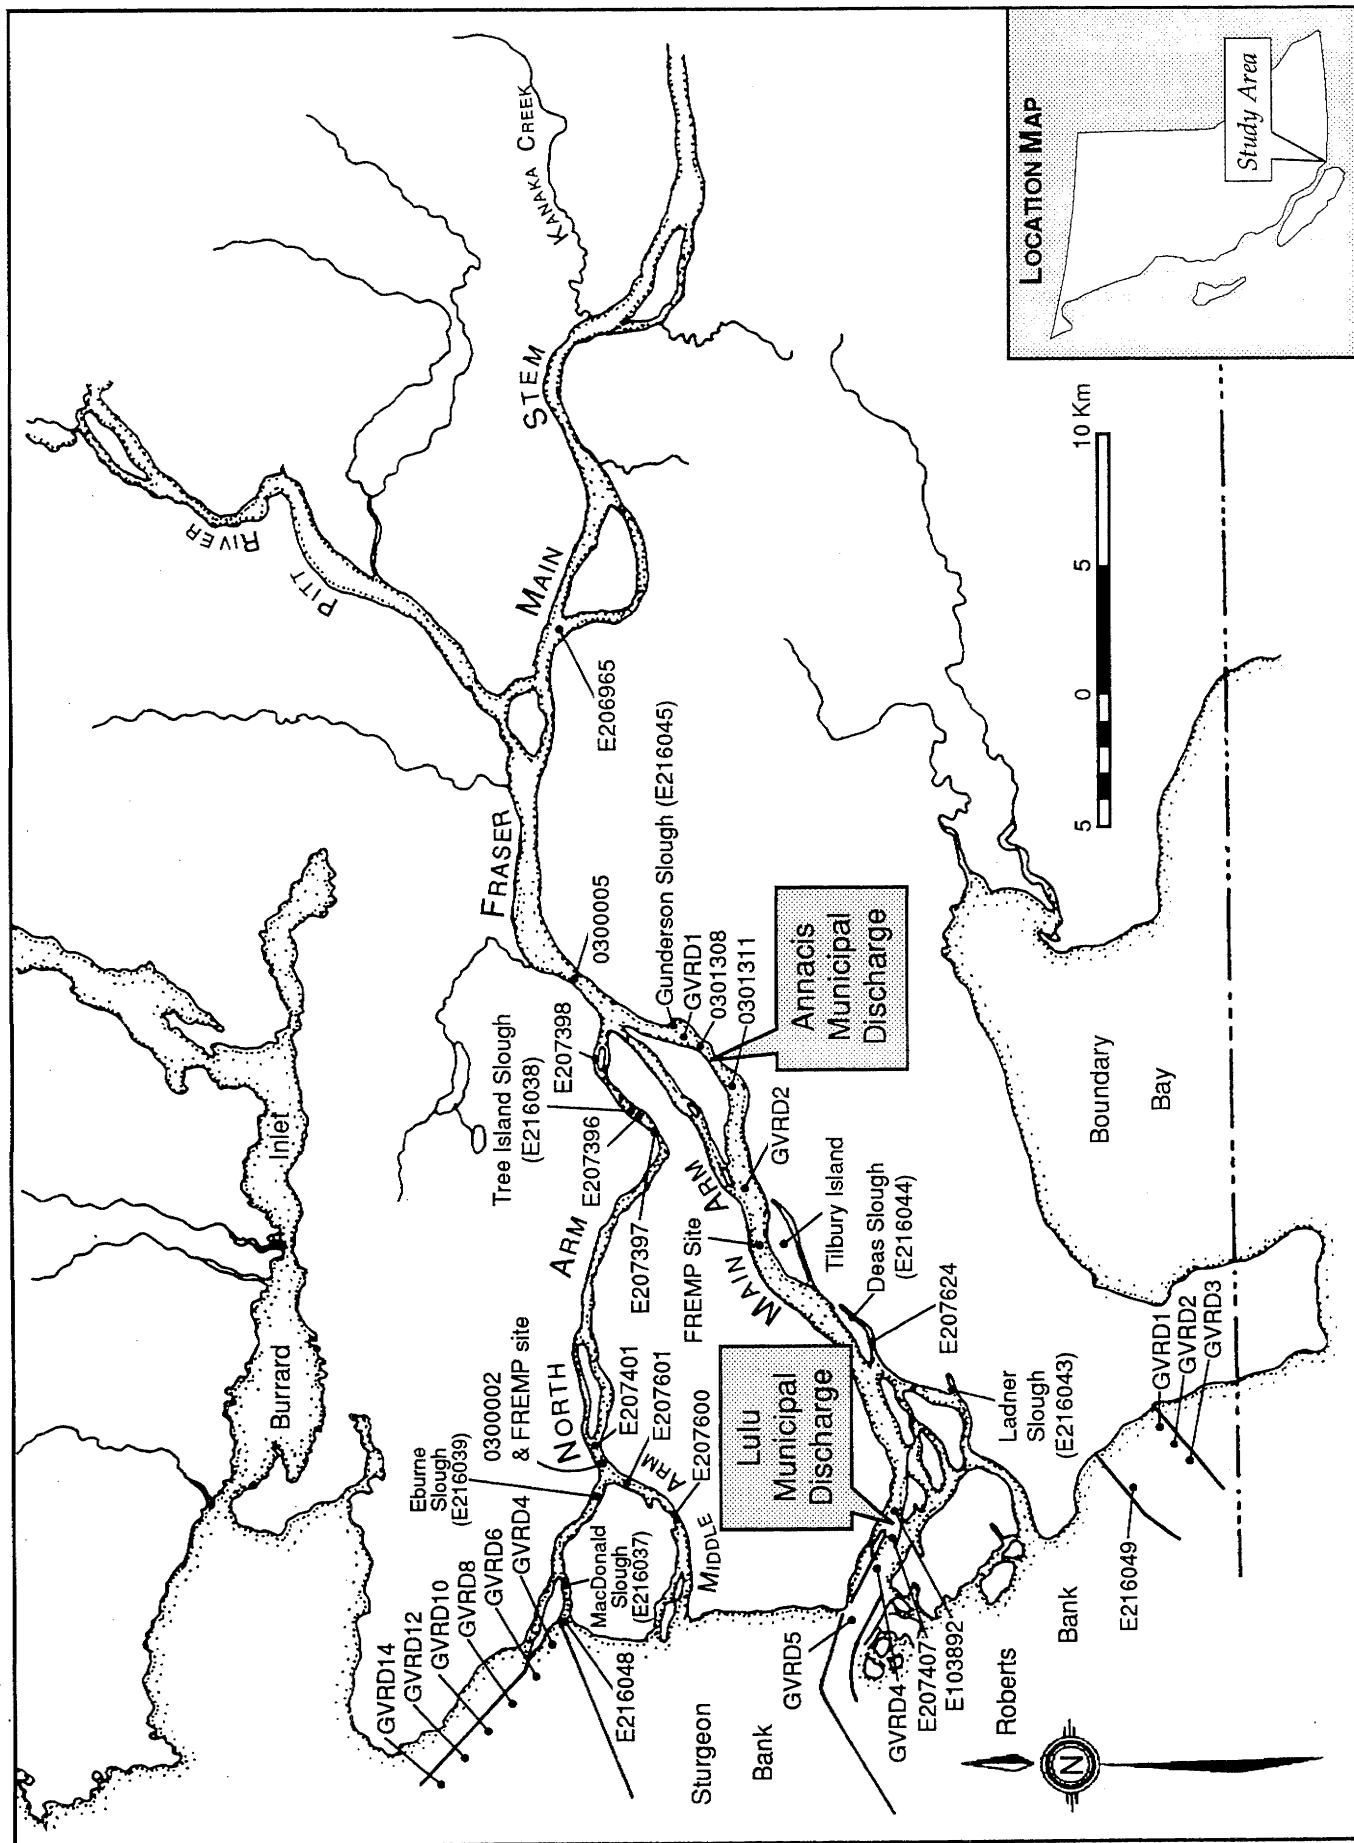 Burrard
Inlet
PITT
RIVER
KANAKA CREEK
FRASER
MAIN
STEM
E206965
0300005
Gunderson Slough (E216045)
GVRD1
0301308
0301311
Annacis
Municipal
Discharge
Tree Island Slough
(E216038)
E207398
E207396
E207397
NORTH
ARM
0300002
& FREMP site
E207401
E207601
E207600
Eburne
Slough
(E216039)
MIDDLE
ARM
MacDonald
Slough
(E216037)
GVRD14
GVRD12
GVRD10
GVRD8
GVRD6
GVRD4
E216048
MAIN
ARM
GVRD2
FREMP Site
Tilbury Island
Deas Slough
(E216044)
E207624
Ladner
Slough
(E216043)
Lulu
Municipal
Discharge
GVRD5
GVRD4
E207407
E103892
Sturgeon
Bank
Roberts
Bank
E216049
GVRD1
GVRD2
GVRD3
Boundary
Bay
5
0
5
10 Km
N
LOCATION MAP
Study Area